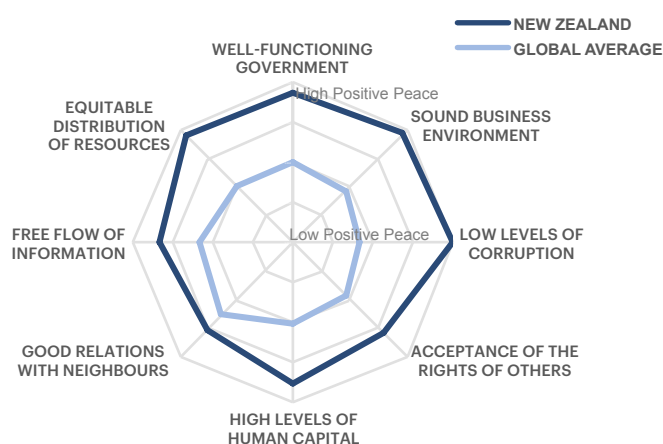 NEW ZEALAND
GLOBAL AVERAGE
WELL-FUNCTIONING
GOVERNMENT
High Positive Peace
EQUITABLE
DISTRIBUTION
OF RESOURCES
SOUND BUSINESS
ENVIRONMENT
FREE FLOW OF
INFORMATION
Low Positive Peace
LOW LEVELS OF
CORRUPTION
GOOD RELATIONS
WITH NEIGHBOURS
ACCEPTANCE OF THE
RIGHTS OF OTHERS
HIGH LEVELS OF
HUMAN CAPITAL